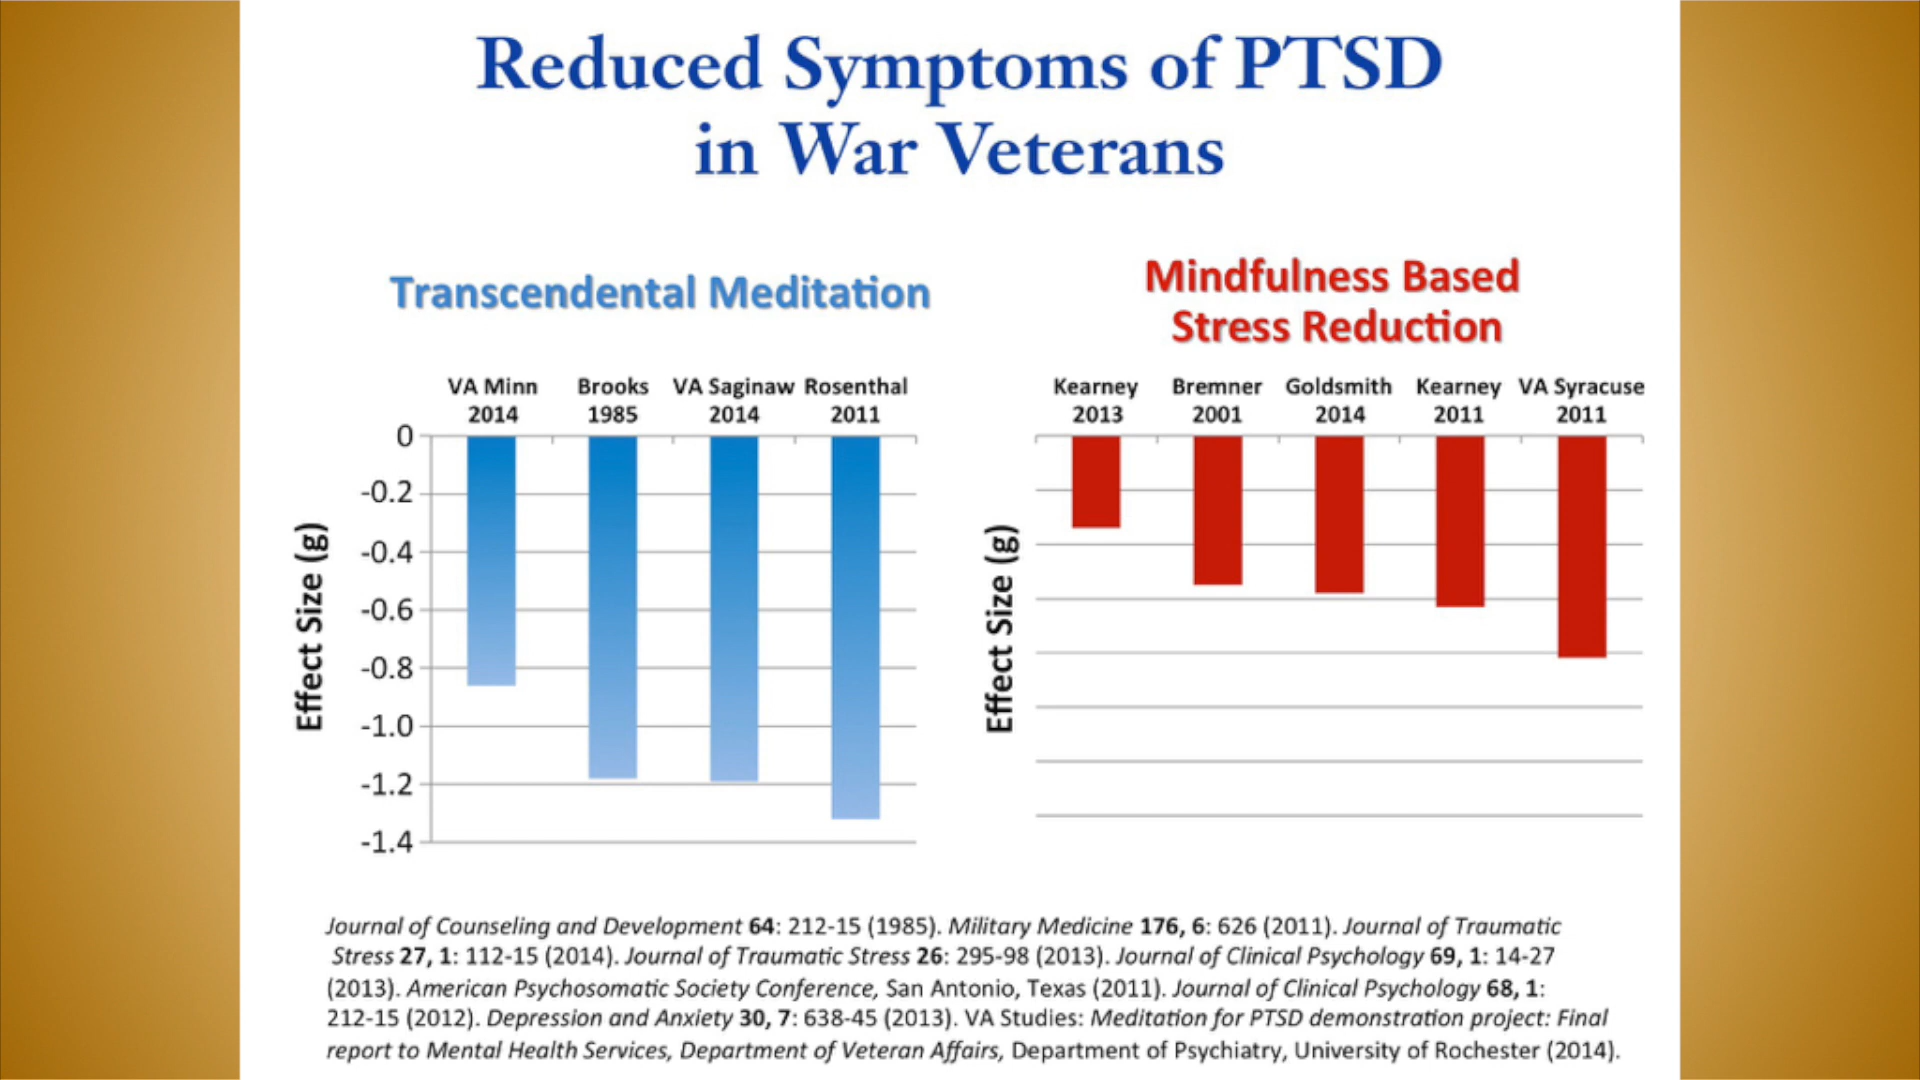 Reduced Symptoms of PTSD
in War Veterans
Transcendental Meditation
Mindfulness Based
Stress Reduction
VA Minn Brooks VA Saginaw Rosenthal
2014 1985 2014 2011
Kearney Bremner Goldsmith Kearney VA Syracuse
2013 2001 2014 2011 2011
Effect Size (g)
0
-0.2
-0.4
-0.6
-0.8
-1.0
-1.2
-1.4
Effect Size (g)
Journal of Counseling and Development 64: 212-15 (1985). Military Medicine 176, 6: 626 (2011). Journal of Traumatic
Stress 27, 1: 112-15 (2014). Journal of Traumatic Stress 26: 295-98 (2013). Journal of Clinical Psychology 69, 1: 14-27
(2013). American Psychosomatic Society Conference, San Antonio, Texas (2011). Journal of Clinical Psychology 68, 1:
212-15 (2012). Depression and Anxiety 30, 7: 638-45 (2013). VA Studies: Meditation for PTSD demonstration project: Final
report to Mental Health Services, Department of Veteran Affairs, Department of Psychiatry, University of Rochester (2014).